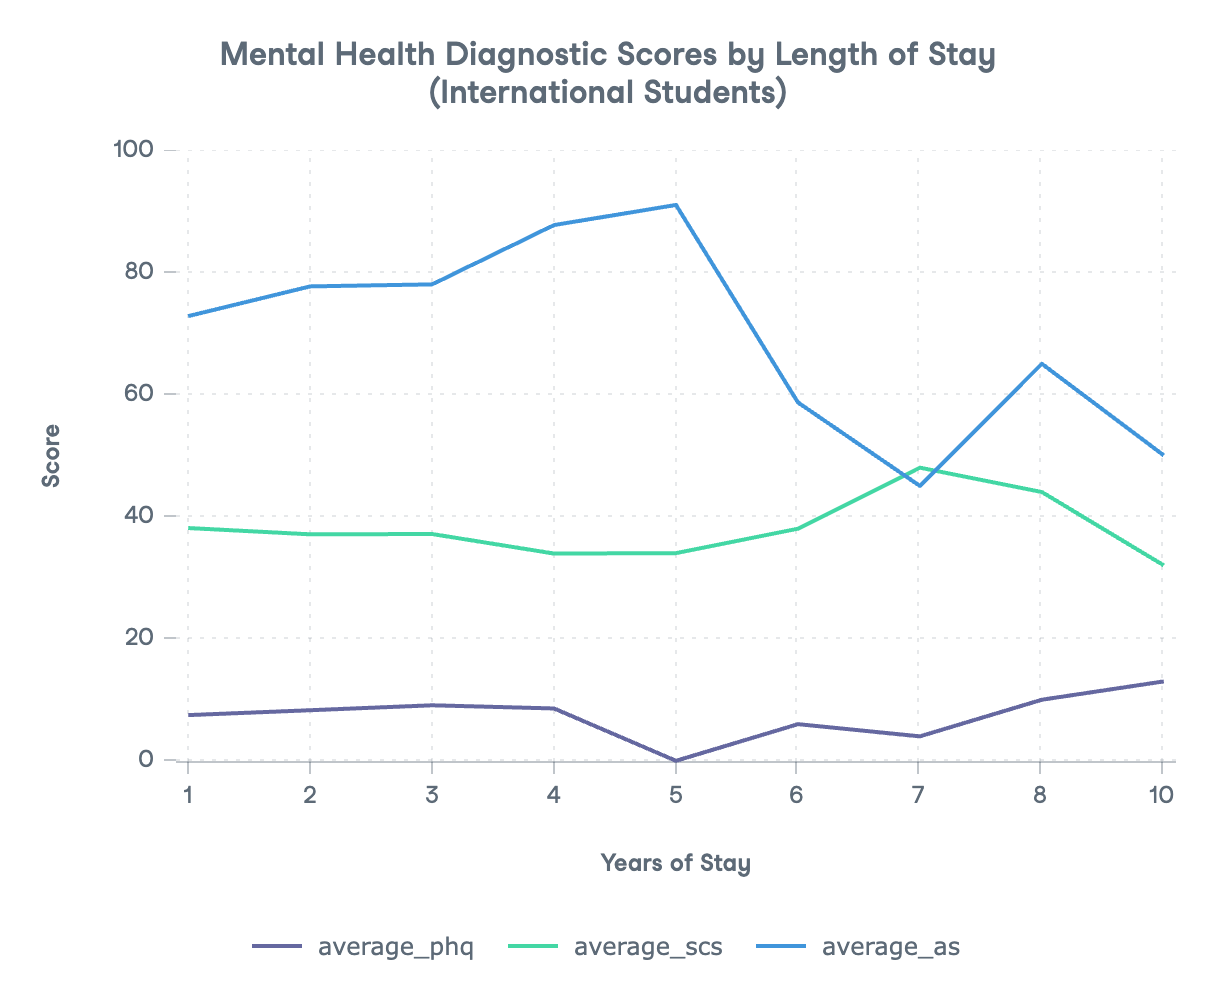 Mental Health Diagnostic Scores by Length of Stay
(International Students)
100
80
60
40
20
0
Score
1 2 3 4 5 6 7 8 10
Years of Stay
average_phq average_scs average_as